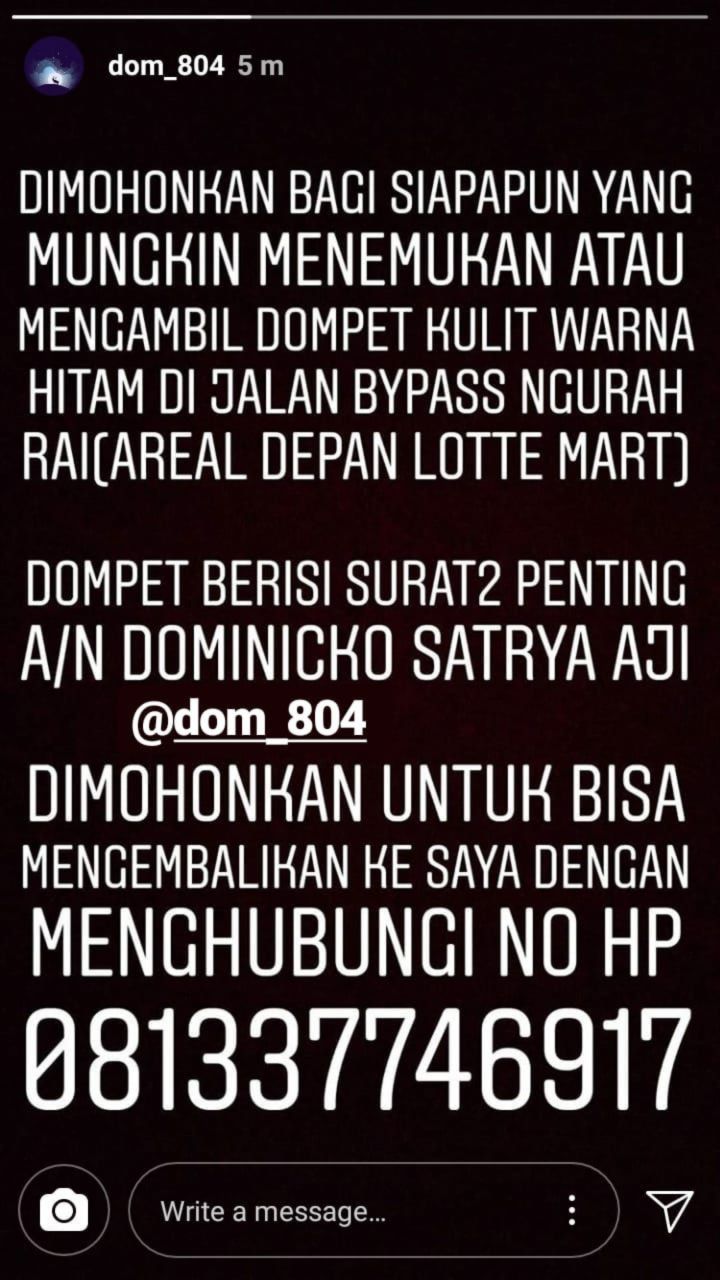 dom_804 5 m
DIMOHONKAN BAGI SIAPAPUN YANG
MUNGKIN MENEMUKAN ATAU
MENGAMBIL DOMPET KULIT WARNA
HITAM DI JALAN BYPASS NGURAH
RAI(AREAL DEPAN LOTTE MART)
DOMPET BERISI SURAT2 PENTING
A/N DOMINICKO SATRYA AJI
@dom_804
DIMOHONKAN UNTUK BISA
MENGEMBALIKAN KE SAYA DENGAN
MENGHUBUNGI NO HP
081337746917
Write a message...